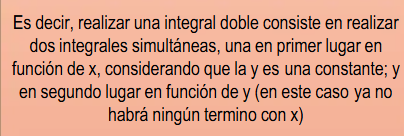 Es decir, realizar una integral doble consiste en realizar
dos integrales simultáneas, una en primer lugar en
función de x, considerando que la y es una constante; y
en segundo lugar en función de y (en este caso ya no
habrá ningún termino con x)